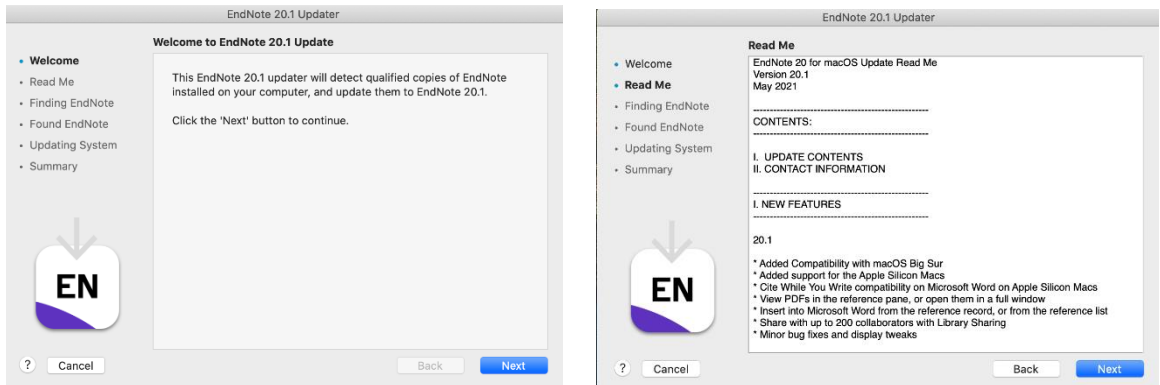 EndNote 20.1 Updater
Welcome to EndNote 20.1 Update
• Welcome
• Read Me
• Finding EndNote
• Found EndNote
• Updating System
• Summary
This EndNote 20.1 updater will detect qualified copies of EndNote
installed on your computer, and update them to EndNote 20.1.
Click the 'Next' button to continue.
EN
?
Cancel
Back
Next
EndNote 20.1 Updater
Read Me
• Welcome
• Read Me
• Finding EndNote
• Found EndNote
• Updating System
• Summary
EndNote 20 for macOS Update Read Me
Version 20.1
May 2021
----------------------------------------------------
CONTENTS:
----------------------------------------------------
I. UPDATE CONTENTS
II. CONTACT INFORMATION
----------------------------------------------------
I. NEW FEATURES
----------------------------------------------------
20.1
* Added Compatibility with macOS Big Sur
* Added support for the Apple Silicon Macs
* Cite While You Write compatibility on Microsoft Word on Apple Silicon Macs
* View PDFs in the reference pane, or open them in a full window
* Insert into Microsoft Word from the reference record, or from the reference list
* Share with up to 200 collaborators with Library Sharing
* Minor bug fixes and display tweaks
EN
?
Cancel
Back
Next